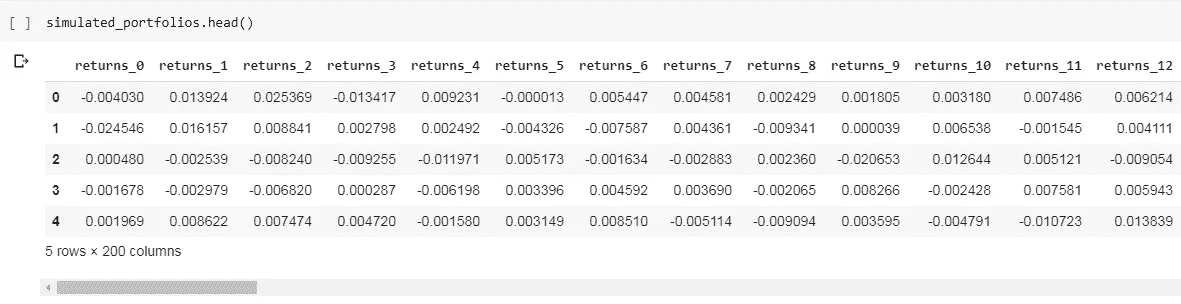 [ ] simulated_portfolios.head()
returns_0 returns_1 returns_2 returns_3 returns_4 returns_5 returns_6 returns_7 returns_8 returns_9 returns_10 returns_11 returns_12
0 -0.004030 0.013924 0.025369 -0.013417 0.009231 -0.000013 0.005447 0.004581 0.002429 0.001805 0.003180 0.007486 0.006214
1 -0.024546 0.016157 0.008841 0.002798 0.002492 -0.004326 -0.007587 0.004361 -0.009341 0.000039 0.006538 -0.001545 0.004111
2 0.000480 -0.002539 -0.008240 -0.009255 -0.011971 0.005173 -0.001634 -0.002883 0.002360 -0.020653 0.012644 0.005121 -0.009054
3 -0.001678 -0.002979 -0.006820 0.000287 -0.006198 0.003396 0.004592 0.003690 -0.002065 0.008266 -0.002428 0.007581 0.005943
4 0.001969 0.008622 0.007474 0.004720 -0.001580 0.003149 0.008510 -0.005114 -0.009094 0.003595 -0.004791 -0.010723 0.013839
5 rows × 200 columns